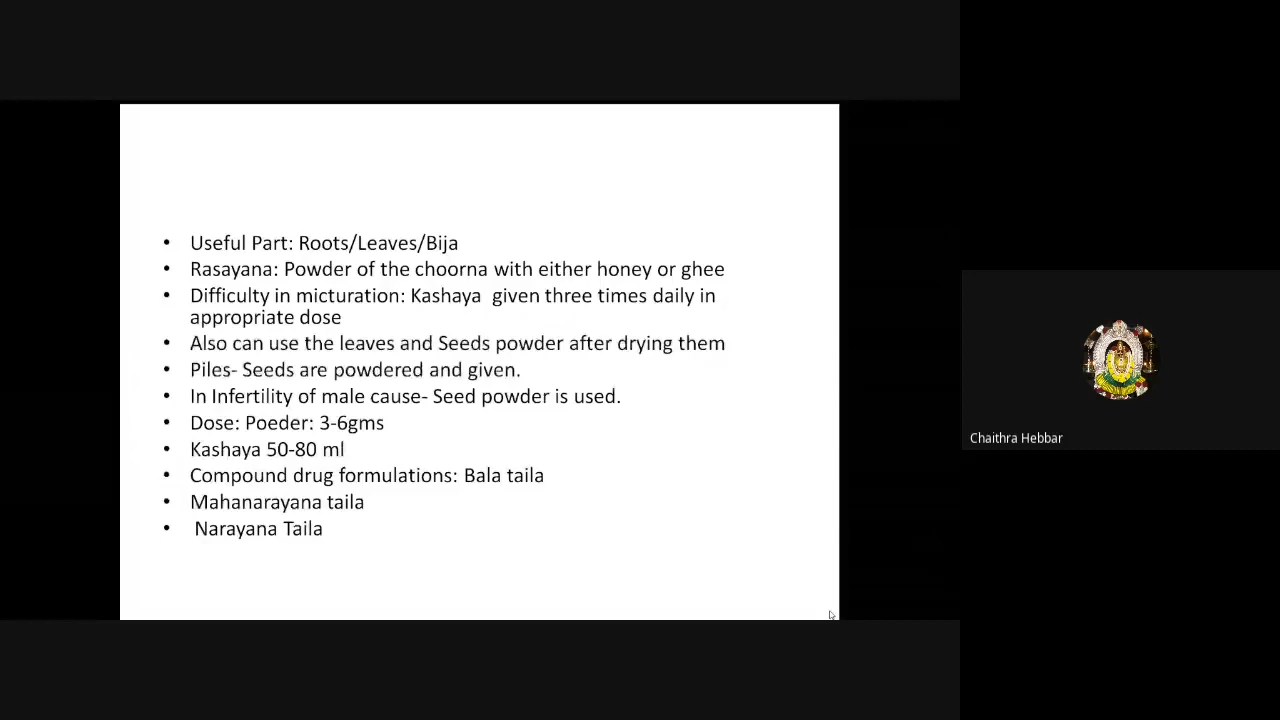 • Useful Part: Roots/Leaves/Bija
• Rasayana: Powder of the choorna with either honey or ghee
• Difficulty in micturation: Kashaya  given three times daily in
appropriate dose
• Also can use the leaves and Seeds powder after drying them
• Piles- Seeds are powdered and given.
• In Infertility of male cause- Seed powder is used.
• Dose: Poeder: 3-6gms
• Kashaya 50-80 ml
• Compound drug formulations: Bala taila
• Mahanarayana taila
• Narayana Taila
Chaithra Hebbar